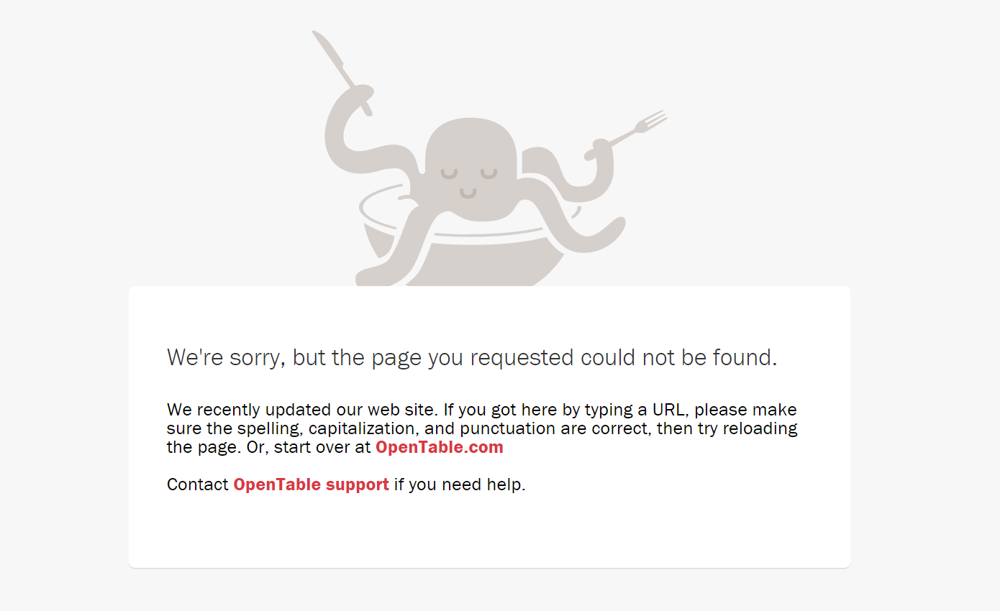 We're sorry, but the page you requested could not be found.
We recently updated our web site. If you got here by typing a URL, please make
sure the spelling, capitalization, and punctuation are correct, then try reloading
the page. Or, start over at OpenTable.com
Contact OpenTable support if you need help.